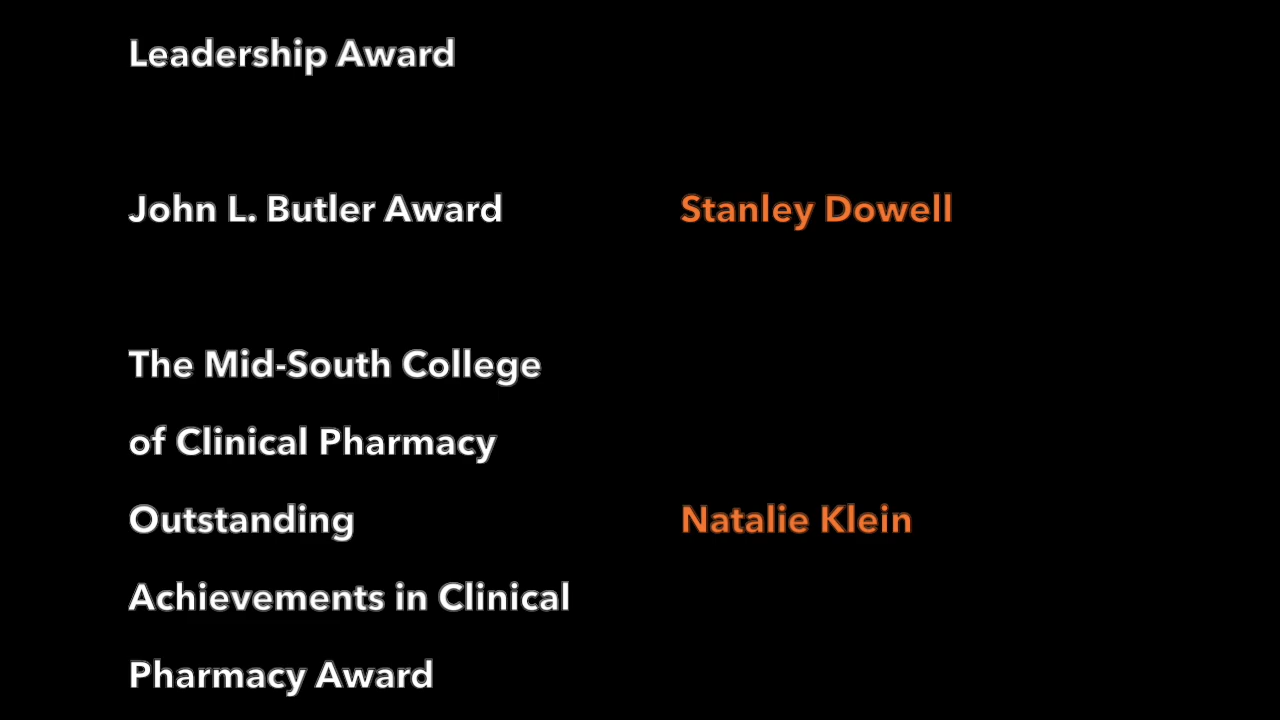 Leadership Award
John L. Butler Award
Stanley Dowell
The Mid-South College
of Clinical Pharmacy
Outstanding
Achievements in Clinical
Pharmacy Award
Natalie Klein